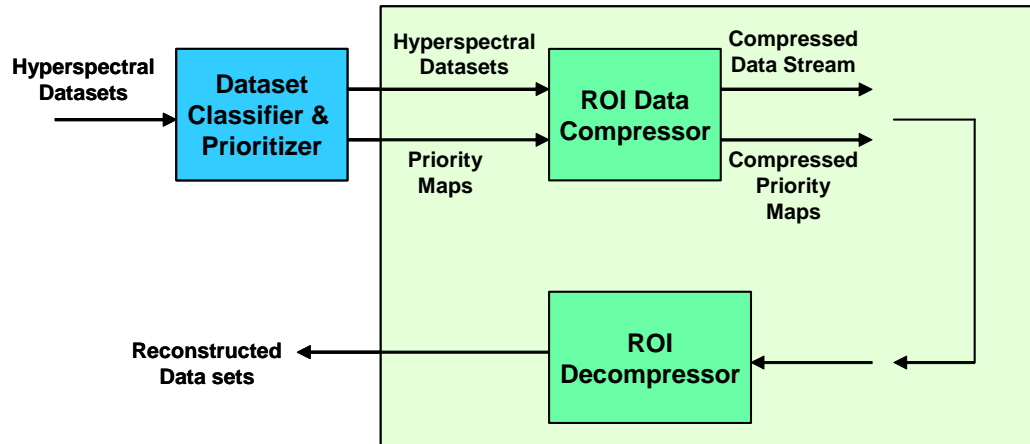 Hyperspectral
Datasets
Dataset
Classifier &
Prioritizer
Hyperspectral
Datasets
Priority
Maps
ROI Data
Compressor
Compressed
Data Stream
Compressed
Priority
Maps
Reconstructed
Data sets
ROI
Decompressor